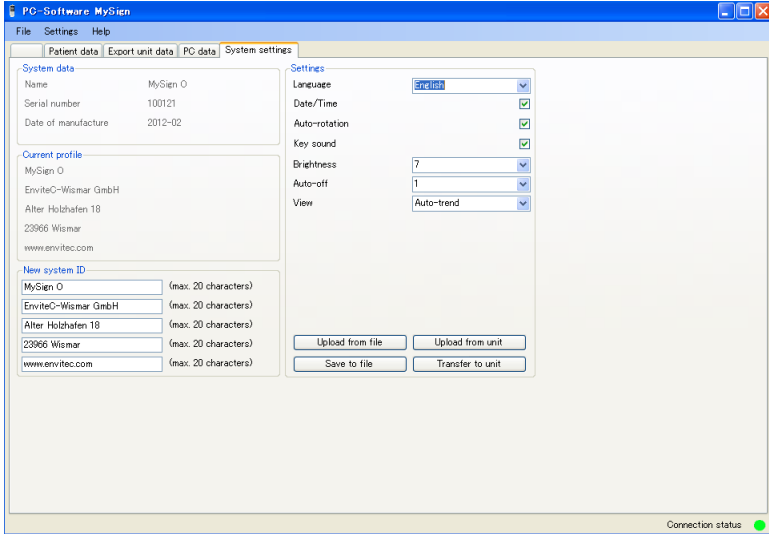 PC-Software MySign
File Settings Help
Patient data Export unit data PC data System settings
System data
Name MySign O
Serial number 100121
Date of manufacture 2012-02
Current profile
MySign O
EnviteC-Wismar GmbH
Alter Holzhafen 18
23966 Wismar
www.envitec.com
New system ID
MySign O (max. 20 characters)
EnviteC-Wismar GmbH (max. 20 characters)
Alter Holzhafen 18 (max. 20 characters)
23966 Wismar (max. 20 characters)
www.envitec.com (max. 20 characters)
Settings
Language English
Date/Time
Auto-rotation
Key sound
Brightness 7
Auto-off 1
View Auto-trend
Upload from file Upload from unit
Save to file Transfer to unit
Connection status